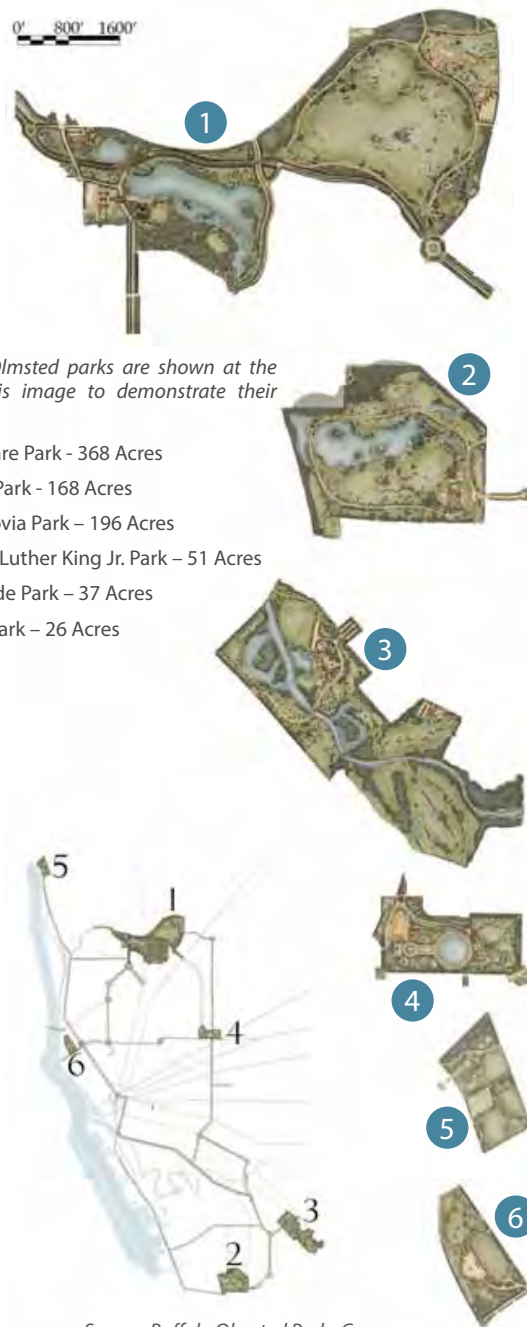 0' 800' 1600'
1
Olmsted parks are shown at the
is image to demonstrate their
2
re Park - 368 Acres
Park - 168 Acres
ovia Park – 196 Acres
Luther King Jr. Park – 51 Acres
de Park – 37 Acres
ark – 26 Acres
3
5
1
4
6
3
2
4
5
6